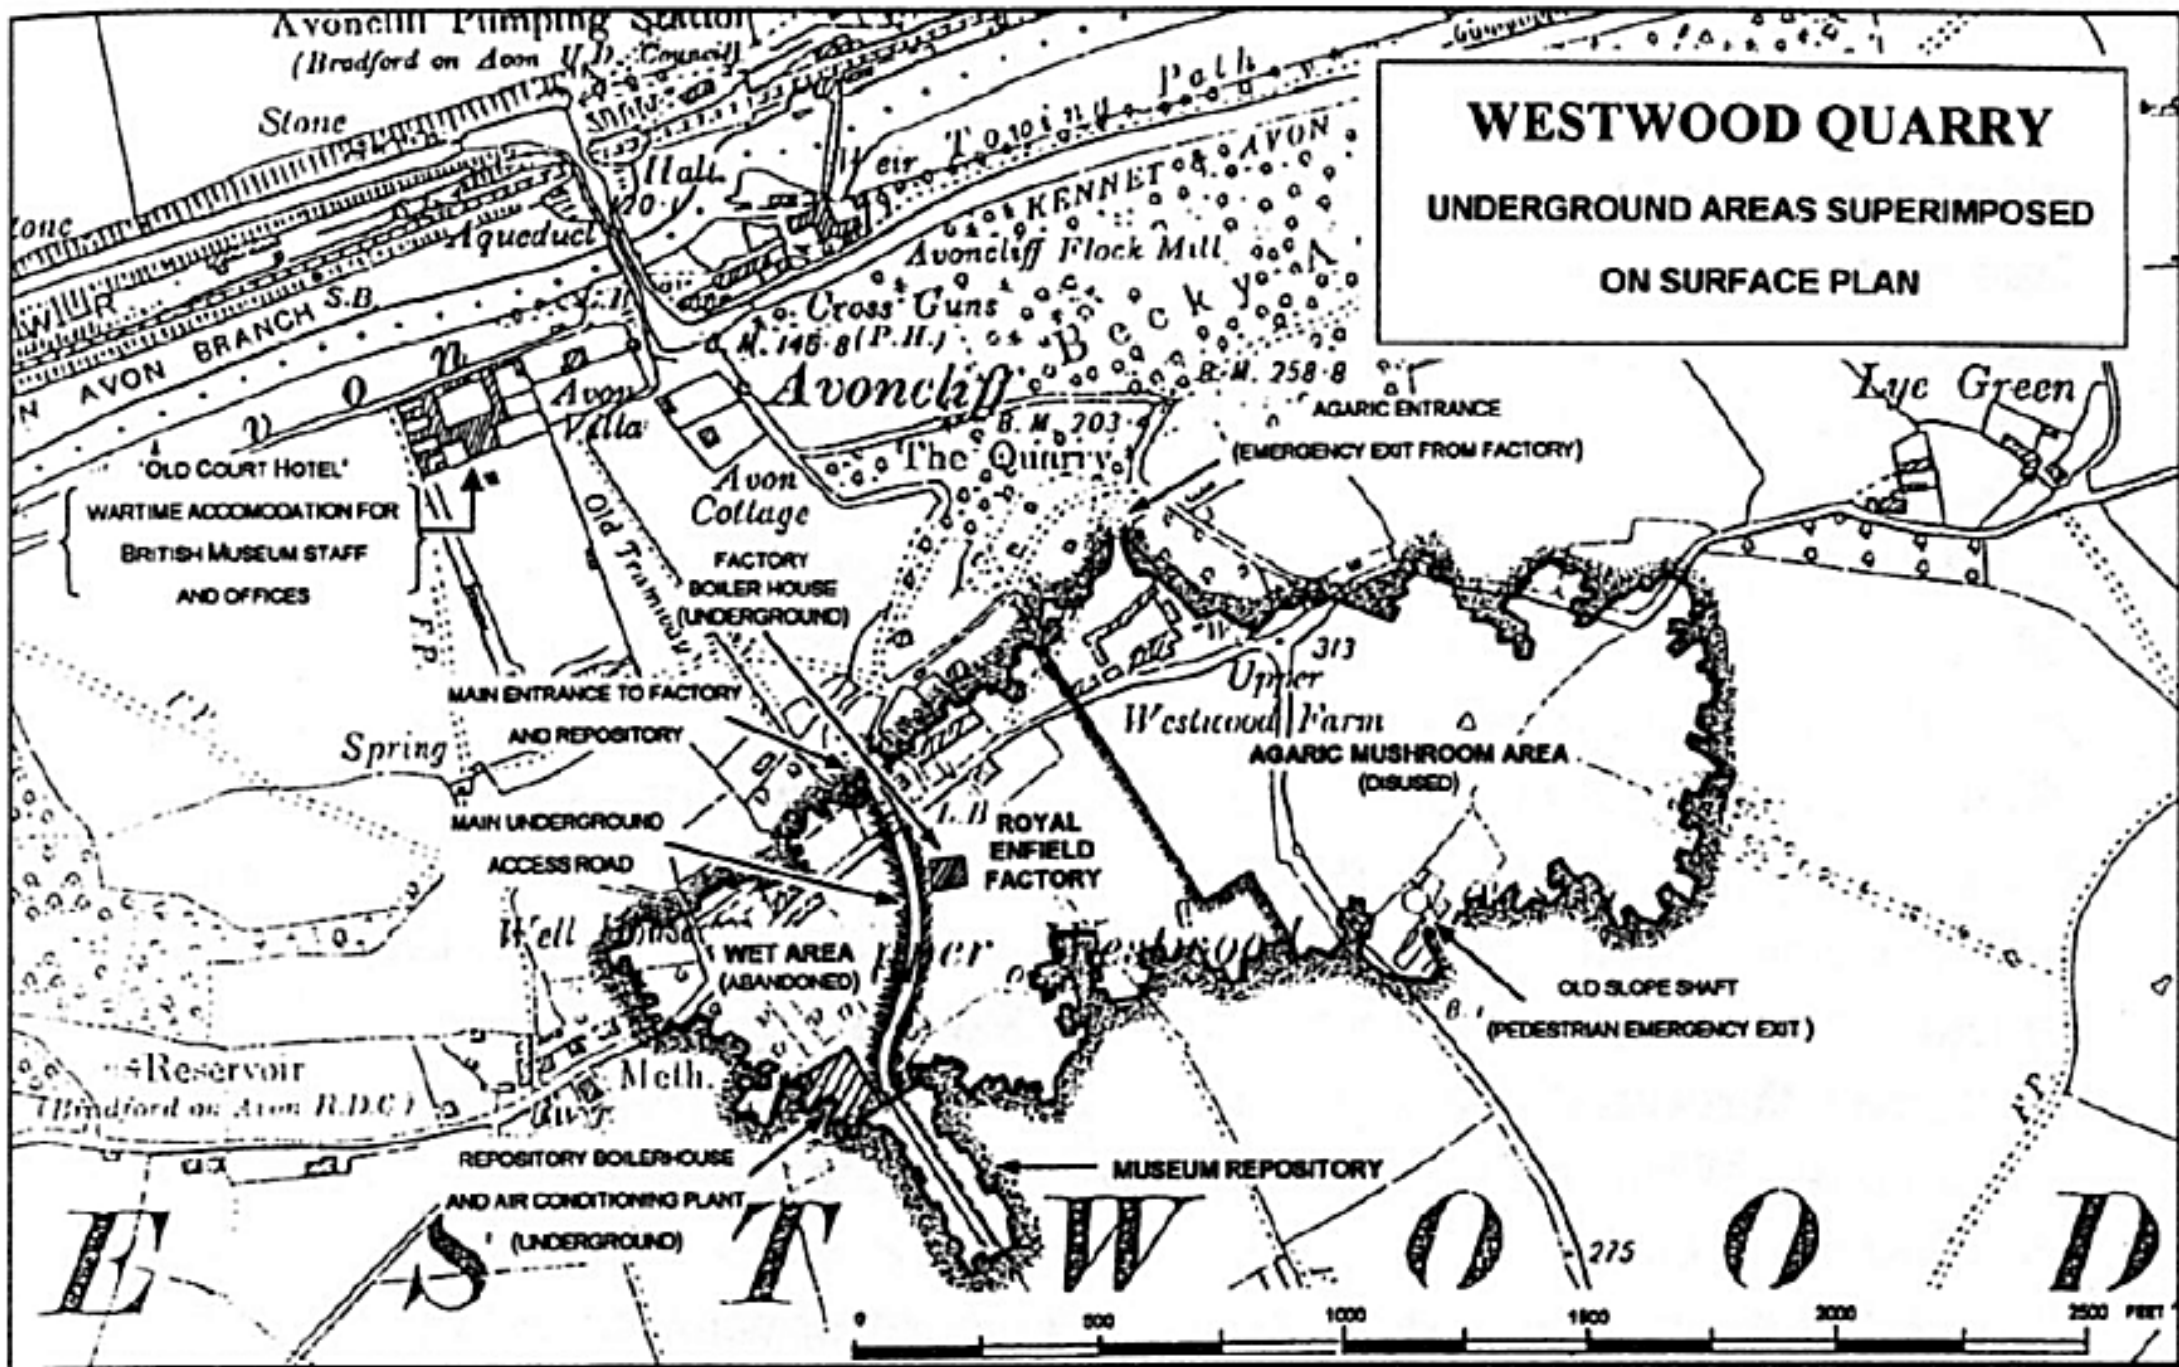 Avoncliff Pumping Station
(Bradford on Avon U.D. Council)
Stone
WESTWOOD QUARRY
UNDERGROUND AREAS SUPERIMPOSED
ON SURFACE PLAN
Towing Path
Weir
Halt
Aqueduct
KENNET & AVON
Avoncliff Flock Mill
Becky
AVON BRANCH
S.B.
Cross Guns
(P.H.)
M. 146·8
Avoncliff
B.M. 258·8
B.M. 203
The Quarry
Avon
Villa
Avon
Cottage
Old Tramway
AGARIC ENTRANCE
(EMERGENCY EXIT FROM FACTORY)
'OLD COURT HOTEL'
WARTIME ACCOMODATION FOR
BRITISH MUSEUM STAFF
AND OFFICES
FACTORY
BOILER HOUSE
(UNDERGROUND)
F.P.
F.P.
MAIN ENTRANCE TO FACTORY
AND REPOSITORY
Spring
MAIN UNDERGROUND
ACCESS ROAD
L.B
ROYAL
ENFIELD
FACTORY
313
Upper
Westwood Farm
AGARIC MUSHROOM AREA
(DISUSED)
Well House
WET AREA
(ABANDONED)
OLD SLOPE SHAFT
(PEDESTRIAN EMERGENCY EXIT)
Reservoir
(Bradford on Avon R.D.C)
Meth.
REPOSITORY BOILERHOUSE
AND AIR CONDITIONING PLANT
(UNDERGROUND)
MUSEUM REPOSITORY
F.P.
275
E S T W O O D
0 500 1000 1500 2000 2500 FEET